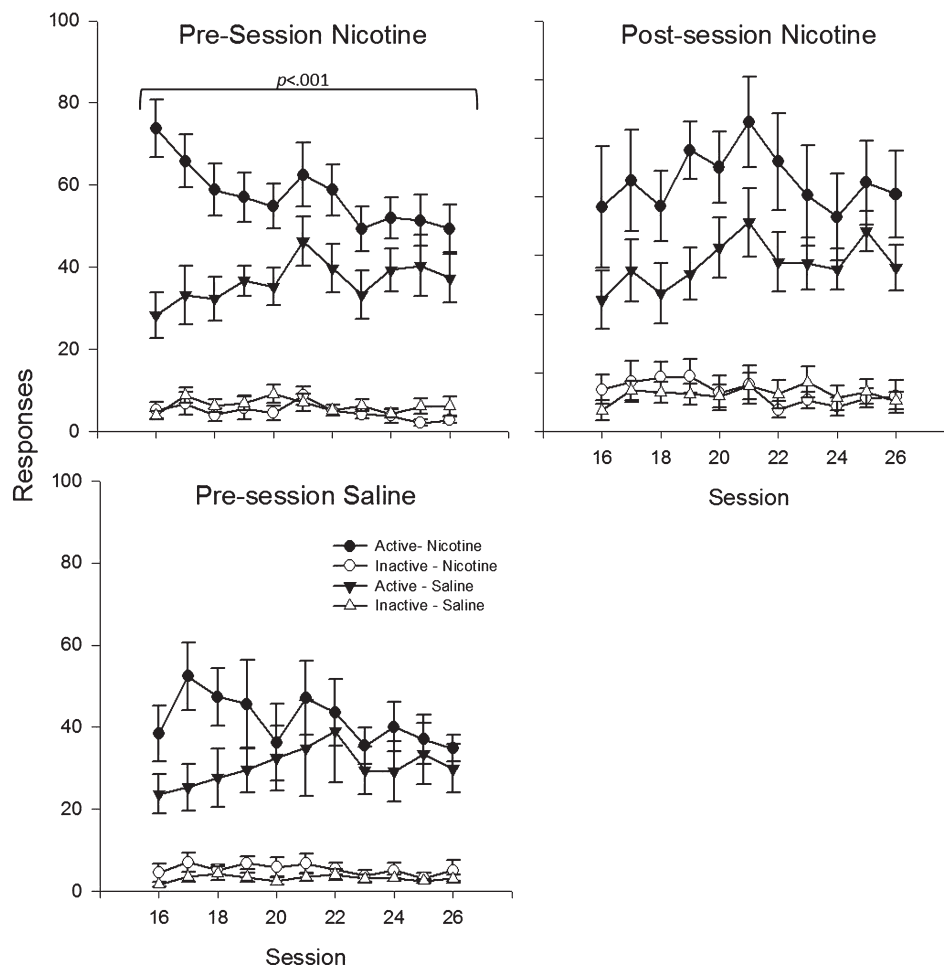 100
80
60
40
20
0
Responses
Pre-Session Nicotine
p<.001
Post-session Nicotine
16 18 20 22 24 26
Session
100
80
60
40
20
0
Pre-session Saline
Active- Nicotine
Inactive - Nicotine
Active - Saline
Inactive - Saline
16 18 20 22 24 26
Session